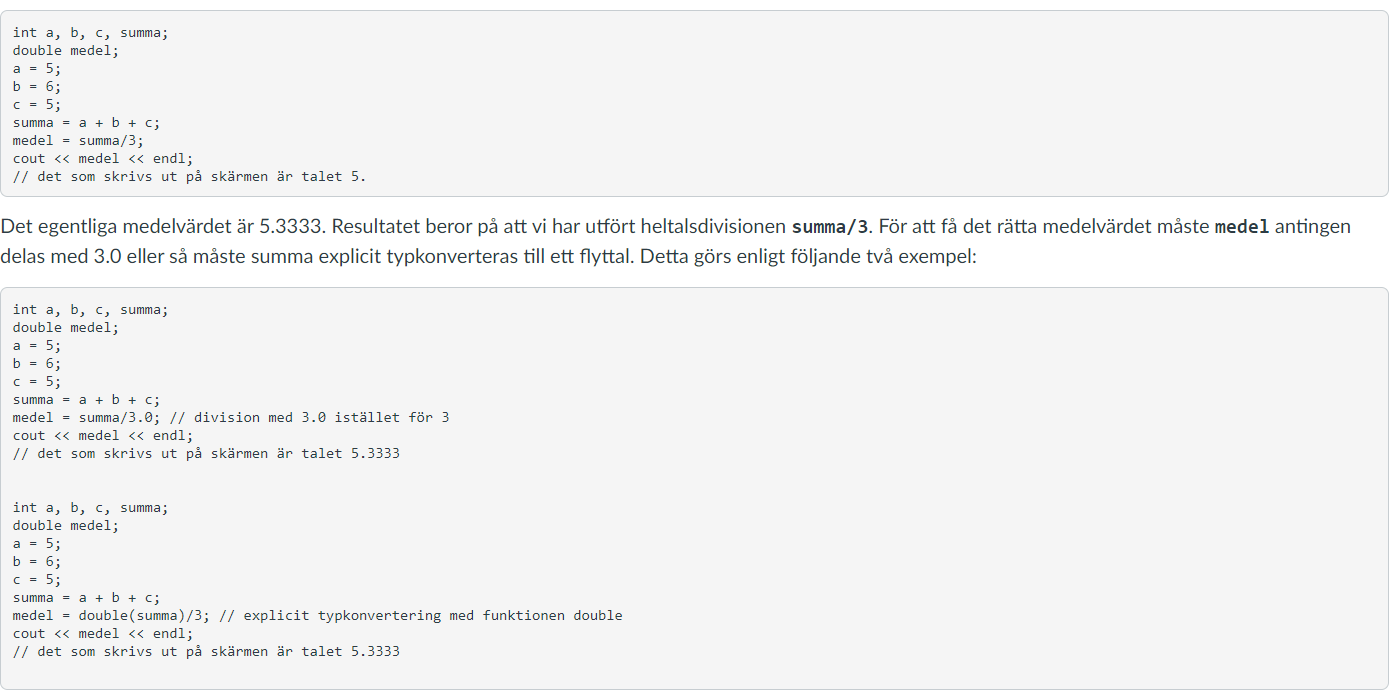 int a, b, c, summa;
double medel;
a = 5;
b = 6;
c = 5;
summa = a + b + c;
medel = summa/3;
cout << medel << endl;
// det som skrivs ut på skärmen är talet 5.
Det egentliga medelvärdet är 5.3333. Resultatet beror på att vi har utfört heltalsdivisionen summa/3. För att få det rätta medelvärdet måste medel antingen
delas med 3.0 eller så måste summa explicit typkonverteras till ett flyttal. Detta görs enligt följande två exempel:
int a, b, c, summa;
double medel;
a = 5;
b = 6;
c = 5;
summa = a + b + c;
medel = summa/3.0; // division med 3.0 istället för 3
cout << medel << endl;
// det som skrivs ut på skärmen är talet 5.3333
int a, b, c, summa;
double medel;
a = 5;
b = 6;
c = 5;
summa = a + b + c;
medel = double(summa)/3; // explicit typkonvertering med funktionen double
cout << medel << endl;
// det som skrivs ut på skärmen är talet 5.3333